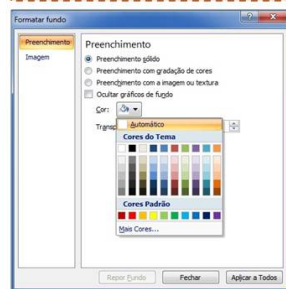 Formatar fundo
Preenchimento
Imagem
Preenchimento
Preenchimento sólido
Preenchimento com gradação de cores
Preenchimento com a imagem ou textura
Ocultar gráficos de fundo
Cor:
Transp
Automático
Cores do Tema
Cores Padrão
Mais Cores...
Repor Fundo
Fechar
Aplicar a Todos